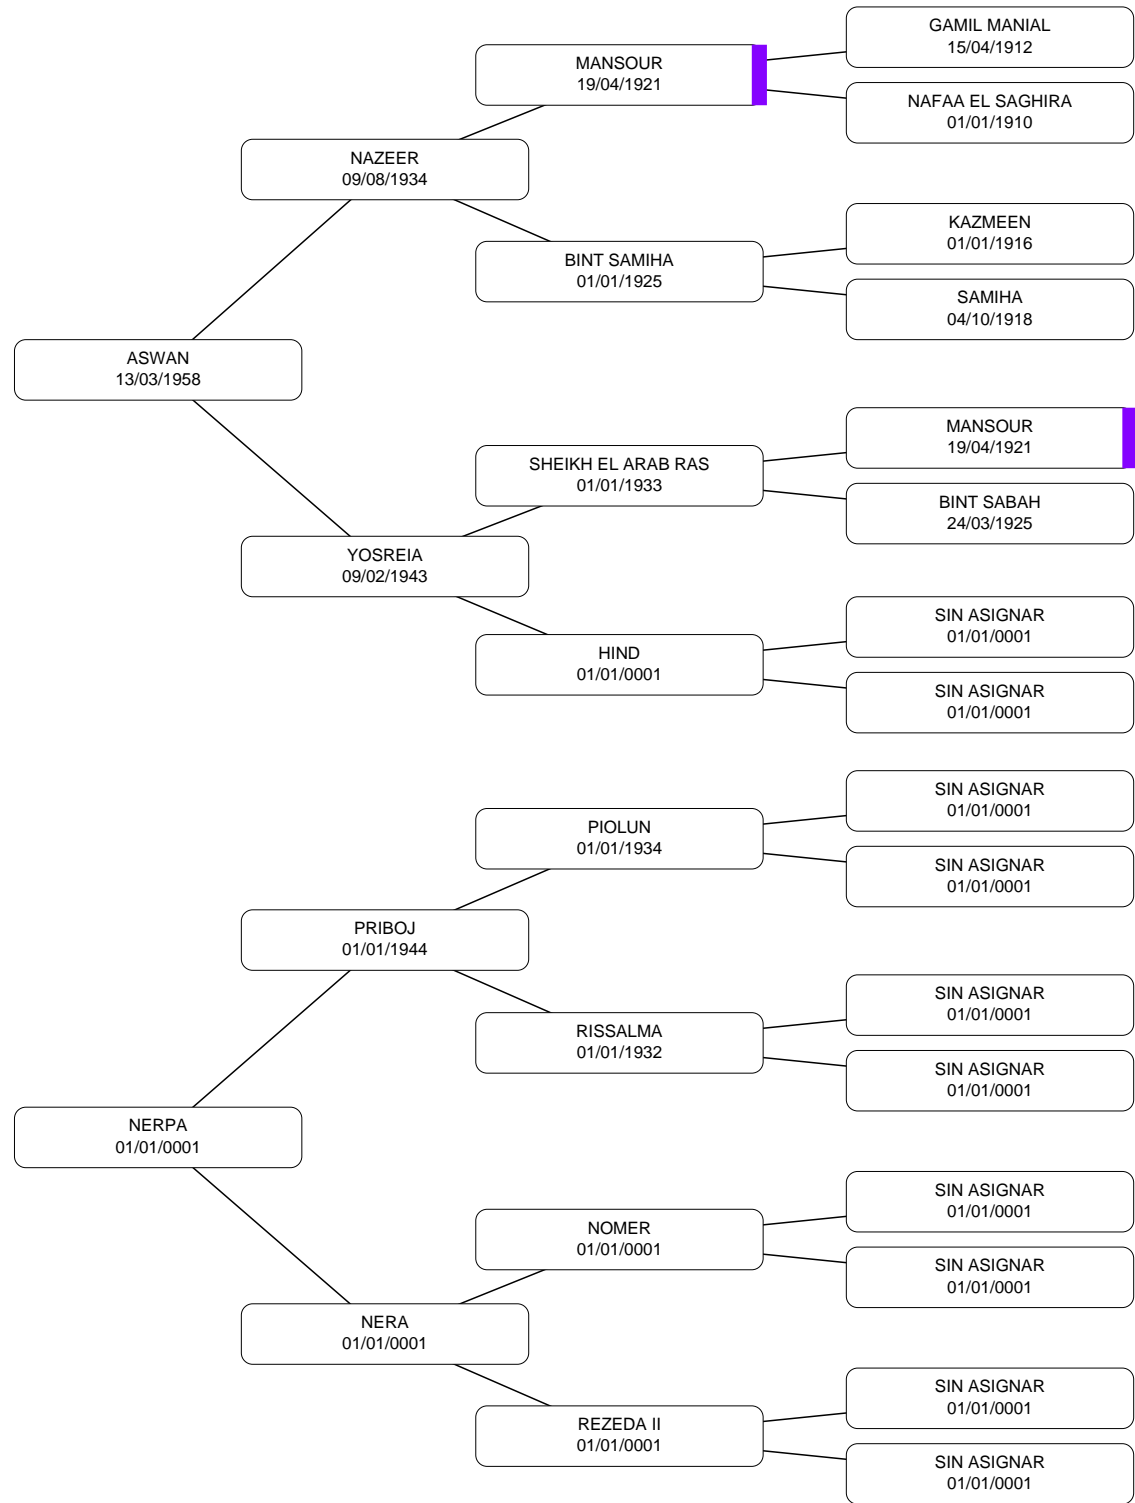 GAMIL MANIAL
15/04/1912
MANSOUR
19/04/1921
NAFAA EL SAGHIRA
01/01/1910
NAZEER
09/08/1934
KAZMEEN
01/01/1916
BINT SAMIHA
01/01/1925
SAMIHA
04/10/1918
ASWAN
13/03/1958
MANSOUR
19/04/1921
SHEIKH EL ARAB RAS
01/01/1933
BINT SABAH
24/03/1925
YOSREIA
09/02/1943
SIN ASIGNAR
01/01/0001
HIND
01/01/0001
SIN ASIGNAR
01/01/0001
SIN ASIGNAR
01/01/0001
PIOLUN
01/01/1934
SIN ASIGNAR
01/01/0001
PRIBOJ
01/01/1944
SIN ASIGNAR
01/01/0001
RISSALMA
01/01/1932
SIN ASIGNAR
01/01/0001
NERPA
01/01/0001
SIN ASIGNAR
01/01/0001
NOMER
01/01/0001
SIN ASIGNAR
01/01/0001
NERA
01/01/0001
SIN ASIGNAR
01/01/0001
REZEDA II
01/01/0001
SIN ASIGNAR
01/01/0001